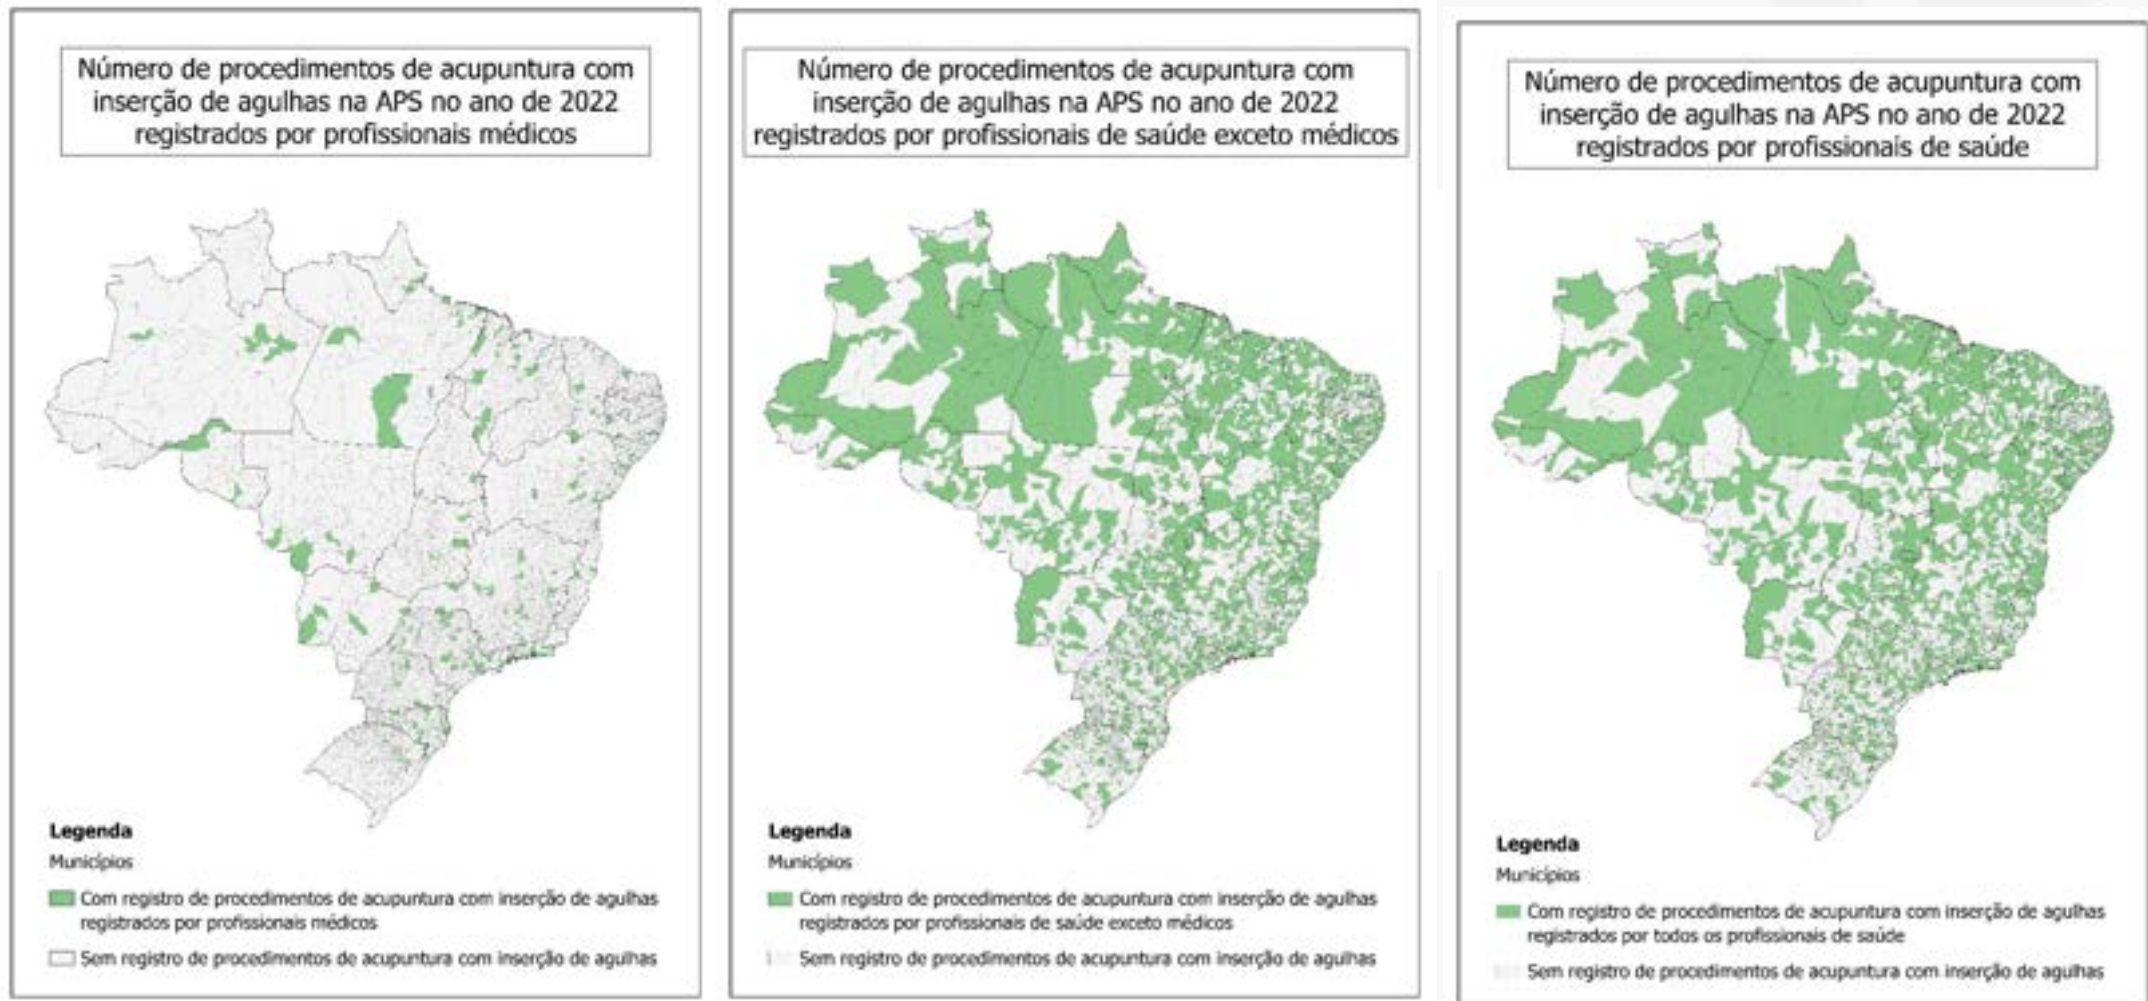 Número de procedimentos de acupuntura com
inserção de agulhas na APS no ano de 2022
registrados por profissionais médicos
Legenda
Municípios
Com registro de procedimentos de acupuntura com inserção de agulhas
registrados por profissionais médicos
Sem registro de procedimentos de acupuntura com inserção de agulhas
Número de procedimentos de acupuntura com
inserção de agulhas na APS no ano de 2022
registrados por profissionais de saúde exceto médicos
Legenda
Municípios
Com registro de procedimentos de acupuntura com inserção de agulhas
registrados por profissionais de saúde exceto médicos
Sem registro de procedimentos de acupuntura com inserção de agulhas
Número de procedimentos de acupuntura com
inserção de agulhas na APS no ano de 2022
registrados por profissionais de saúde
Legenda
Municípios
Com registro de procedimentos de acupuntura com inserção de agulhas
registrados por todos os profissionais de saúde
Sem registro de procedimentos de acupuntura com inserção de agulhas